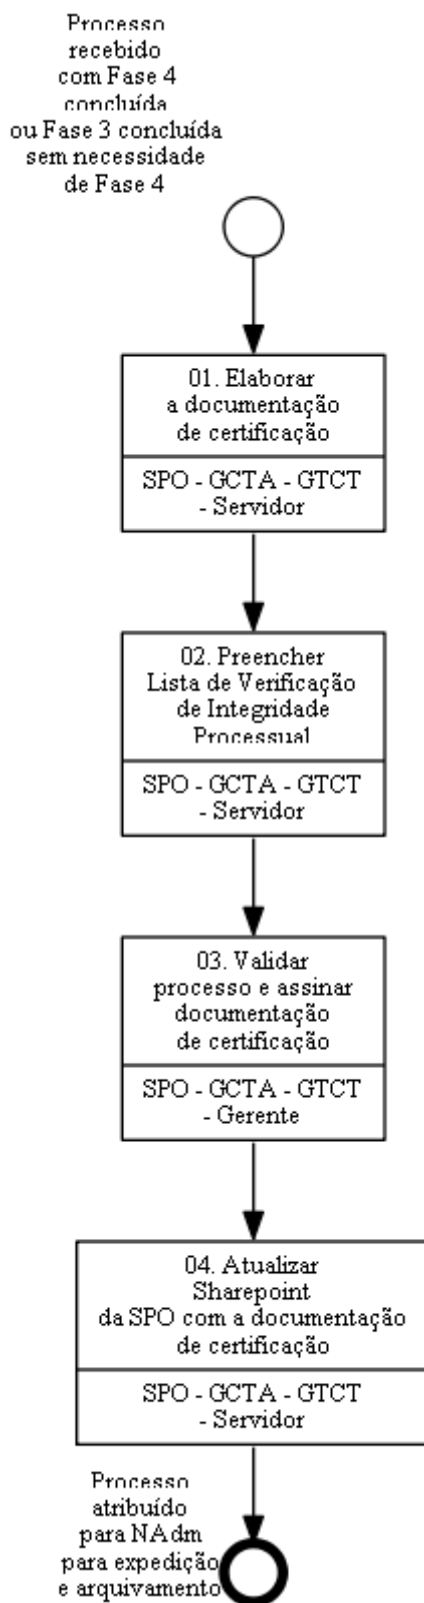 Processo
recebido
com Fase 4
concluída
ou Fase 3 concluída
sem necessidade
de Fase 4
01. Elaborar
a documentação
de certificação
SPO - GCTA - GTCT
- Servidor
02. Preencher
Lista de Verificação
de Integridade
Processual
SPO - GCTA - GTCT
- Servidor
03. Validar
processo e assinar
documentação
de certificação
SPO - GCTA - GTCT
- Gerente
04. Atualizar
Sharepoint
da SPO com a documentação
de certificação
SPO - GCTA - GTCT
- Servidor
Processo
atribuído
para NAdm
para expedição
e arquivamento